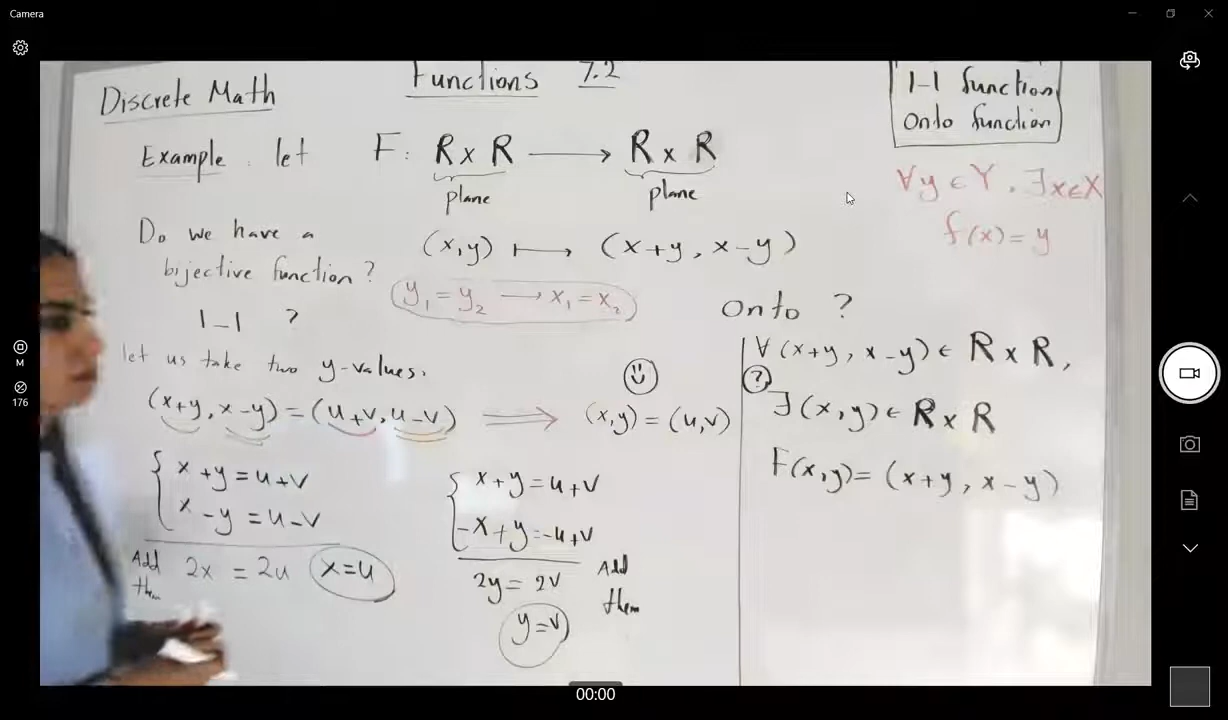 Camera
Discrete Math
Functions 7.2
1-1 function
Onto function
Example: let F: R x R ⟶ R x R
plane plane
∀y ∈ Y, ∃x∈X
f(x) = y
Do we have a
bijective function?
(x,y) ⟼ (x+y, x-y)
y₁ = y₂ ⟶ x₁ = x₂
1-1 ?
let us take two y-values.
(x+y, x-y) = (u+v, u-v) ⟹ (x,y) = (u,v)
{ x+y = u+v
x-y = u-v
Add
them
2x = 2u x=u
{ x+y = u+v
-x+y = -u+v
2y = 2v
Add
them
y=v
Onto ?
∀ (x+y, x-y) ∈ R x R,
?
∃(x,y) ∈ R x R
F(x,y) = (x+y, x-y)
M
176
00:00